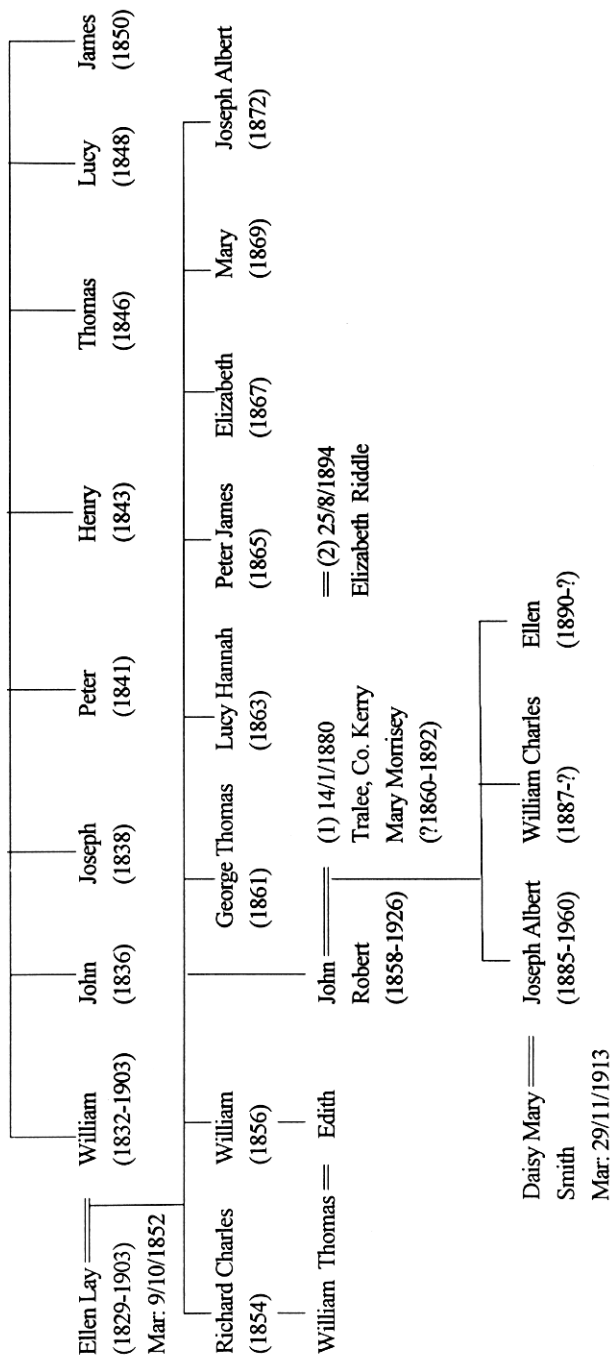 Ellen Lay
(1829-1903)
Mar: 9/10/1852
William
(1832-1903)
John
(1836)
Joseph
(1838)
Peter
(1841)
Henry
(1843)
Thomas
(1846)
Lucy
(1848)
James
(1850)
Richard Charles
(1854)
William
(1856)
George Thomas
(1861)
Lucy Hannah
(1863)
Peter James
(1865)
Elizabeth
(1867)
Mary
(1869)
Joseph Albert
(1872)
William Thomas = Edith
John
Robert
(1858-1926)
(1) 14/1/1880
Tralee, Co. Kerry
Mary Morrisey
(?1860-1892)
= (2) 25/8/1894
Elizabeth Riddle
Daisy Mary
Smith
Mar: 29/11/1913
Joseph Albert
(1885-1960)
William Charles
(1887-?)
Ellen
(1890-?)